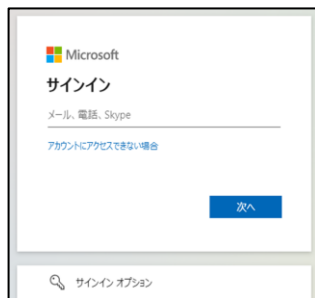 Microsoft
サインイン
メール、電話、Skype
アカウントにアクセスできない場合
次へ
サインイン オプション